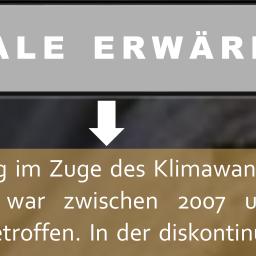 ALE ERWÄR
g im Zuge des Klimawan
war zwischen 2007 u
etroffen. In der diskontinu